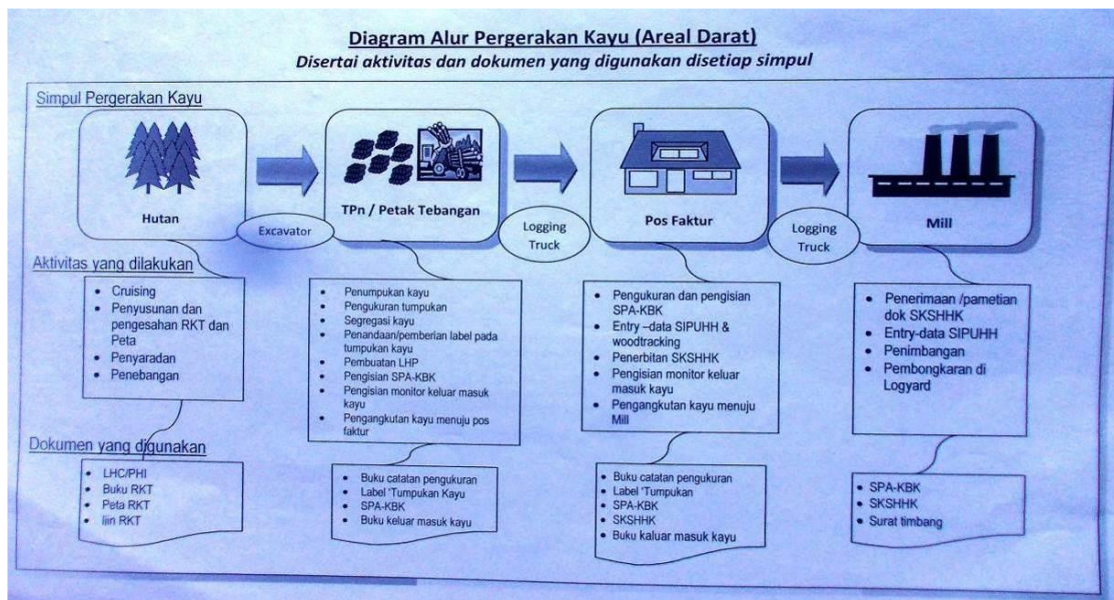 Diagram Alur Pergerakan Kayu (Areal Darat)
Disertai aktivitas dan dokumen yang digunakan disetiap simpul
Simpul Pergerakan Kayu
Hutan
Excavator
TPn / Petak Tebangan
Logging
Truck
Pos Faktur
Logging
Truck
Mill
Aktivitas yang dilakukan
• Cruising
• Penyusunan dan
pengesahan RKT dan
Peta
• Penyaradan
• Penebangan
• Penumpukan kayu
• Pengukuran tumpukan
• Segregasi kayu
• Penandaan/pemberian label pada
tumpukan kayu
• Pembuatan LHP
• Pengisian SPA-KBK
• Pengisian monitor keluar masuk
kayu
• Pengangkutan kayu menuju pos
faktur
• Pengukuran dan pengisian
SPA-KBK
• Entry –data SIPUHH &
woodtracking
• Penerbitan SKSHHK
• Pengisian monitor keluar
masuk kayu
• Pengangkutan kayu menuju
Mill
• Penerimaan /pametian
dok SKSHHK
• Entry-data SIPUHH
• Penimbangan
• Pembongkaran di
Logyard
Dokumen yang digunakan
• LHC/PHI
• Buku RKT
• Peta RKT
• Iiin RKT
• Buku catatan pengukuran
• Label 'Tumpukan Kayu
• SPA-KBK
• Buku keluar masuk kayu
• Buku catatan pengukuran
• Label 'Tumpukan
• SPA-KBK
• SKSHHK
• Buku kaluar masuk kayu
• SPA-KBK
• SKSHHK
• Surat timbang